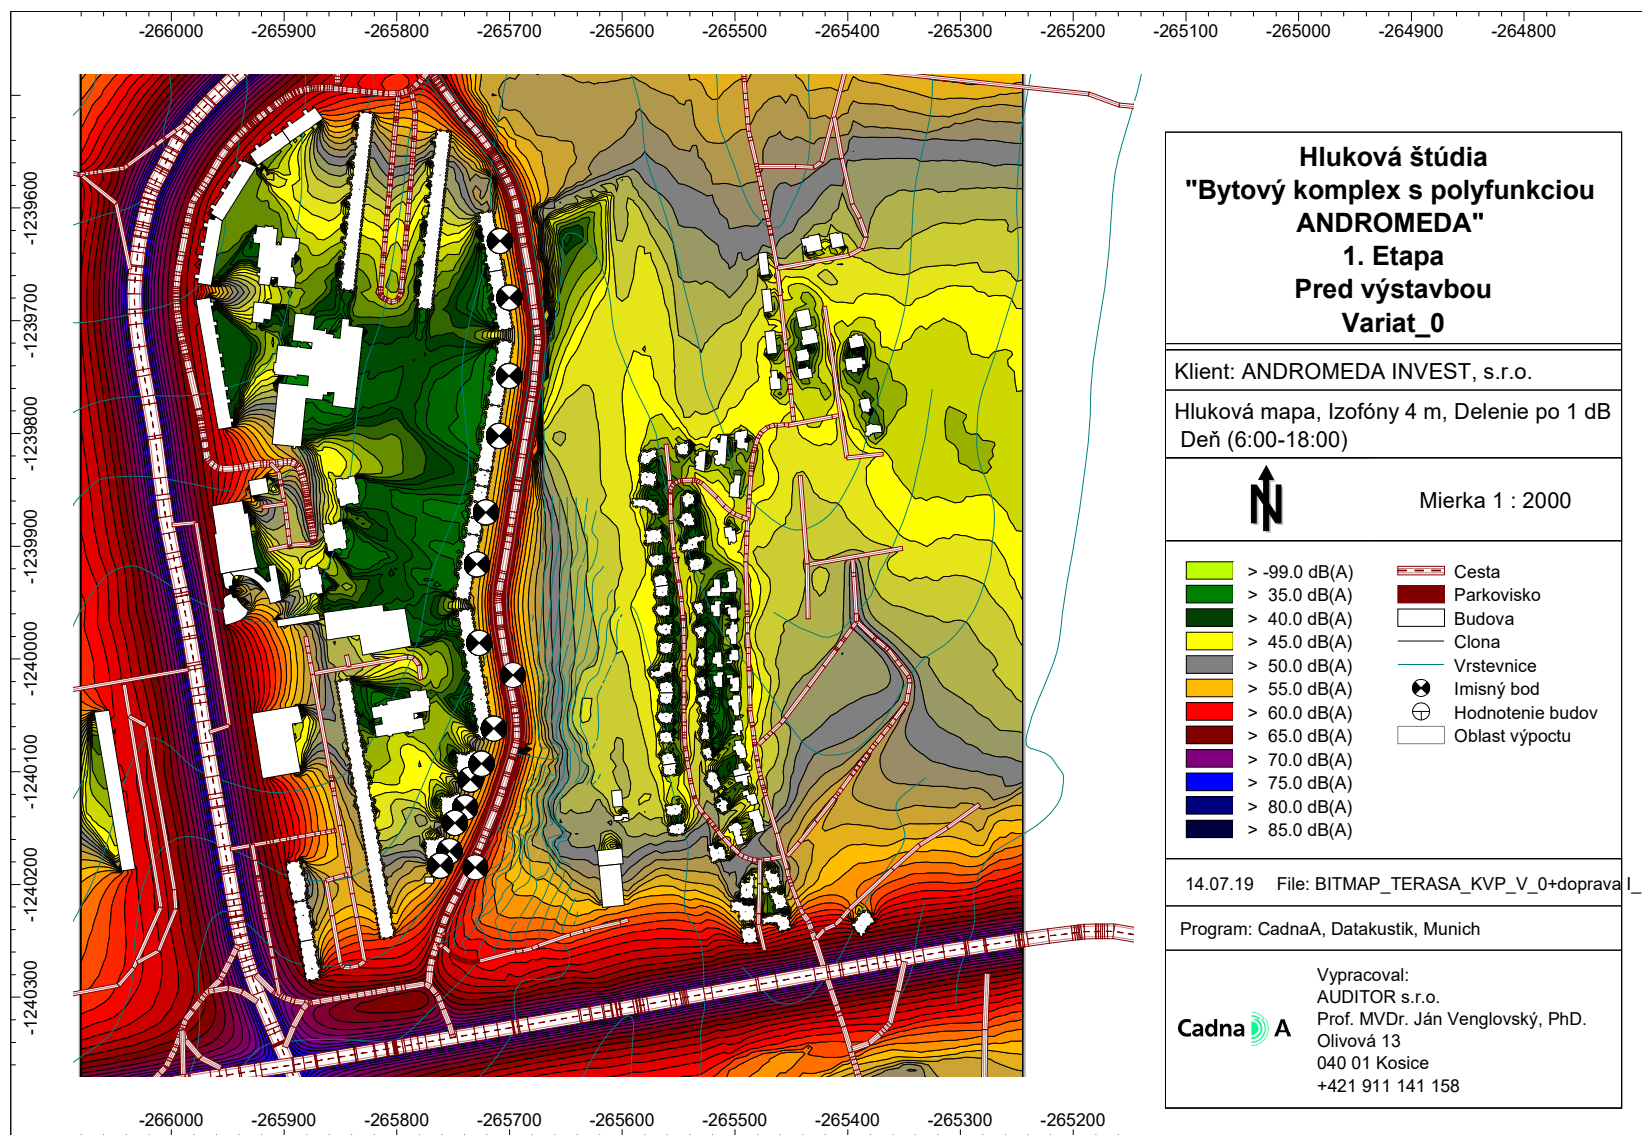 -266000 -265900 -265800 -265700 -265600 -265500 -265400 -265300 -265200 -265100 -265000 -264900 -264800
-1239600
-1239700
-1239800
-1239900
-1240000
-1240100
-1240200
-1240300
Hluková štúdia
"Bytový komplex s polyfunkciou
ANDROMEDA"
1. Etapa
Pred výstavbou
Variat_0
Klient: ANDROMEDA INVEST, s.r.o.
Hluková mapa, Izofóny 4 m, Delenie po 1 dB
Deň (6:00-18:00)
N
Mierka 1 : 2000
> -99.0 dB(A) Cesta
> 35.0 dB(A) Parkovisko
> 40.0 dB(A) Budova
> 45.0 dB(A) Clona
> 50.0 dB(A) Vrstevnice
> 55.0 dB(A) Imisný bod
> 60.0 dB(A) Hodnotenie budov
> 65.0 dB(A) Oblast výpoctu
> 70.0 dB(A)
> 75.0 dB(A)
> 80.0 dB(A)
> 85.0 dB(A)
14.07.19 File: BITMAP_TERASA_KVP_V_0+doprava I_
Program: CadnaA, Datakustik, Munich
Cadna A
Vypracoval:
AUDITOR s.r.o.
Prof. MVDr. Ján Venglovský, PhD.
Olivová 13
040 01 Kosice
+421 911 141 158
-266000 -265900 -265800 -265700 -265600 -265500 -265400 -265300 -265200